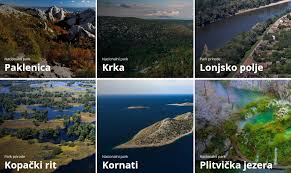 Nacionalni park
Paklenica
Nacionalni park
Krka
Park prirode
Lonjsko polje
Park prirode
Kopački rit
Nacionalni park
Kornati
Nacionalni park
Plitvička jezera